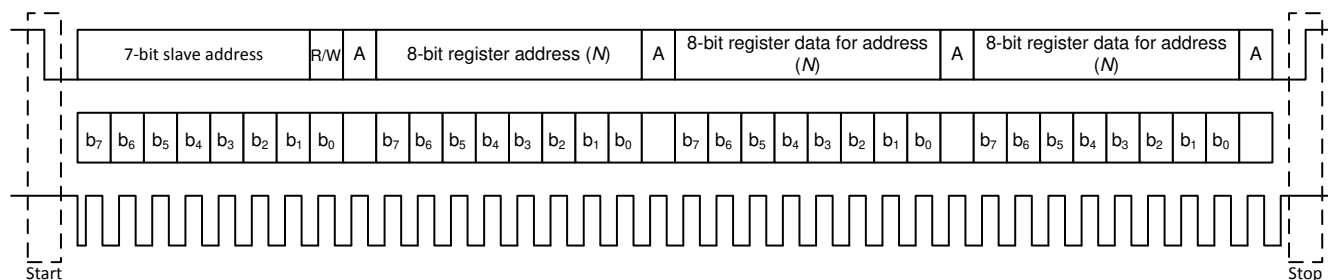 7-bit slave address R/W A 8-bit register address (N) A 8-bit register data for address (N) A 8-bit register data for address (N) A
b7 b6 b5 b4 b3 b2 b1 b0 b7 b6 b5 b4 b3 b2 b1 b0 b7 b6 b5 b4 b3 b2 b1 b0 b7 b6 b5 b4 b3 b2 b1 b0
Start Stop